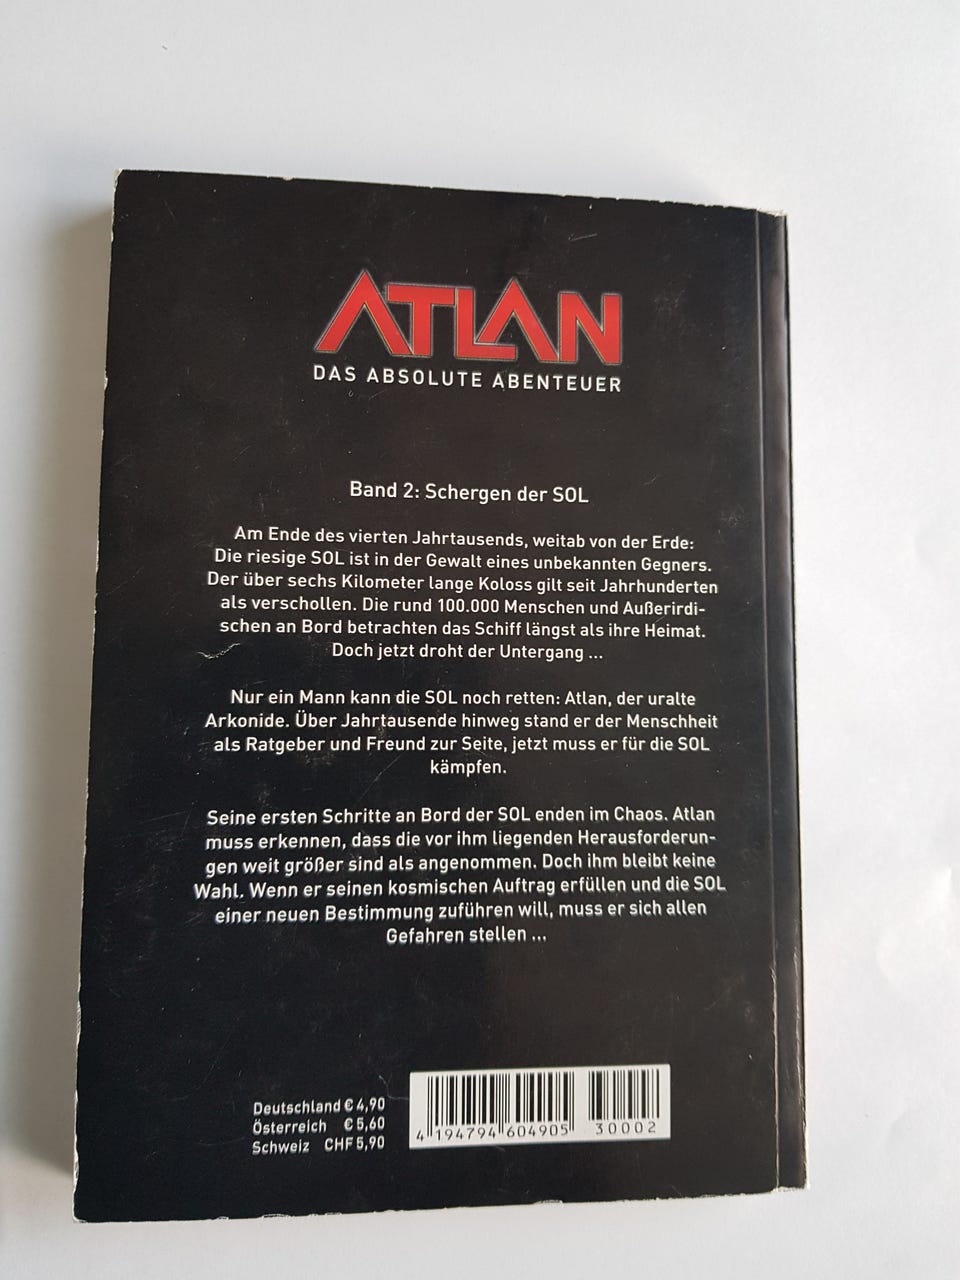 ATLAN
DAS ABSOLUTE ABENTEUER
Band 2: Schergen der SOL
Am Ende des vierten Jahrtausends, weitab von der Erde:
Die riesige SOL ist in der Gewalt eines unbekannten Gegners.
Der über sechs Kilometer lange Koloss gilt seit Jahrhunderten
als verschollen. Die rund 100.000 Menschen und Außerirdi-
schen an Bord betrachten das Schiff längst als ihre Heimat.
Doch jetzt droht der Untergang ...
Nur ein Mann kann die SOL noch retten: Atlan, der uralte
Arkonide. Über Jahrtausende hinweg stand er der Menschheit
als Ratgeber und Freund zur Seite, jetzt muss er für die SOL
kämpfen.
Seine ersten Schritte an Bord der SOL enden im Chaos. Atlan
muss erkennen, dass die vor ihm liegenden Herausforderun-
gen weit größer sind als angenommen. Doch ihm bleibt keine
Wahl. Wenn er seinen kosmischen Auftrag erfüllen und die SOL
einer neuen Bestimmung zuführen will, muss er sich allen
Gefahren stellen ...
Deutschland € 4,90
Österreich € 5,60
Schweiz CHF 5,90
4 194794 604905 30002